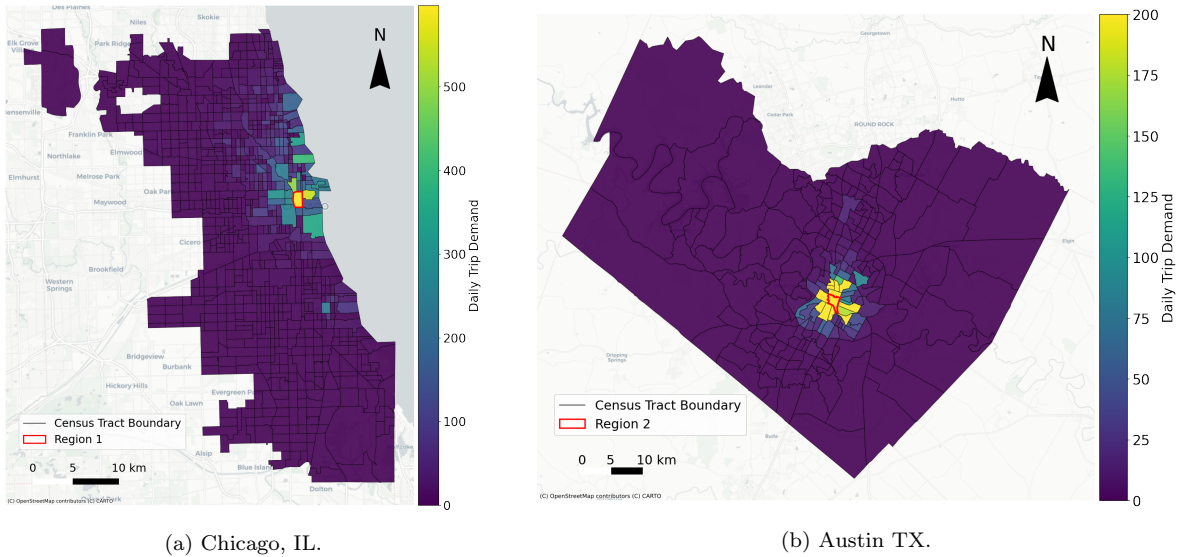 Des Plaines
Skokie
Niles
Elk Grove
Park Ridge
N
Franklin Park
Northlake
Elmwood
Elmhurst
Melrose Park
Oak Par
Maywood
Cicero
Brookfield
Western
Springs
Bridgeview
Burbank
Hickory Hills
Evergreen P
Oak Lawn
Census Tract Boundary
Region 1
Alsip
Blue Island
0 5 10 km
Dolton
(C) OpenStreetMap contributors (C) CARTO
500
400
300
200
100
0
Daily Trip Demand
(a) Chicago, IL.
Georgetown
N
Leander
Hutto
Cedar Park
ROUND ROCK
Elgin
Dripping
Springs
Census Tract Boundary
Region 2
Buda
0 5 10 km
(C) OpenStreetMap contributors (C) CARTO
200
175
150
125
100
75
50
25
0
Daily Trip Demand
(b) Austin TX.